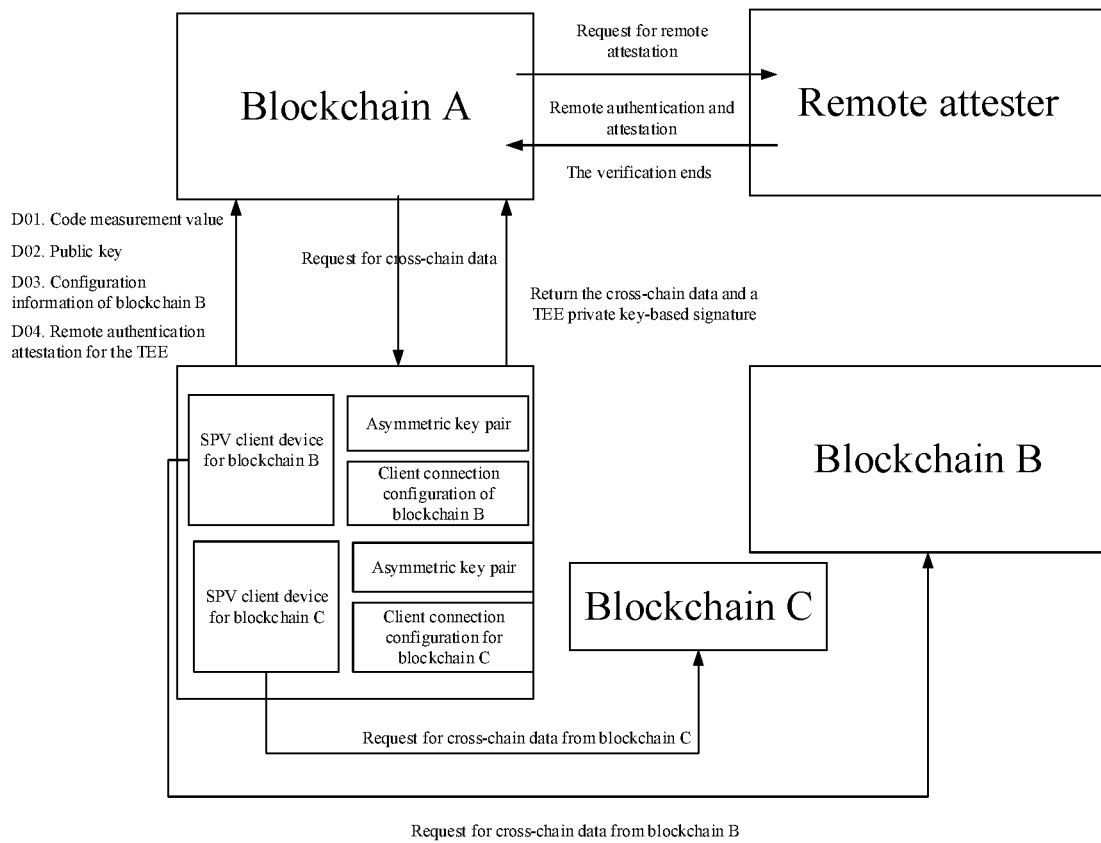 Request for remote
attestation
Blockchain A
Remote attester
Remote authentication and
attestation
The verification ends
D01. Code measurement value
D02. Public key
D03. Configuration
information of blockchain B
D04. Remote authentication
attestation for the TEE
Request for cross-chain data
Return the cross-chain data and a
TEE private key-based signature
SPV client device
for blockchain B
Asymmetric key pair
Client connection
configuration of
blockchain B
Blockchain B
SPV client device
for blockchain C
Asymmetric key pair
Client connection
configuration for
blockchain C
Blockchain C
Request for cross-chain data from blockchain C
Request for cross-chain data from blockchain B